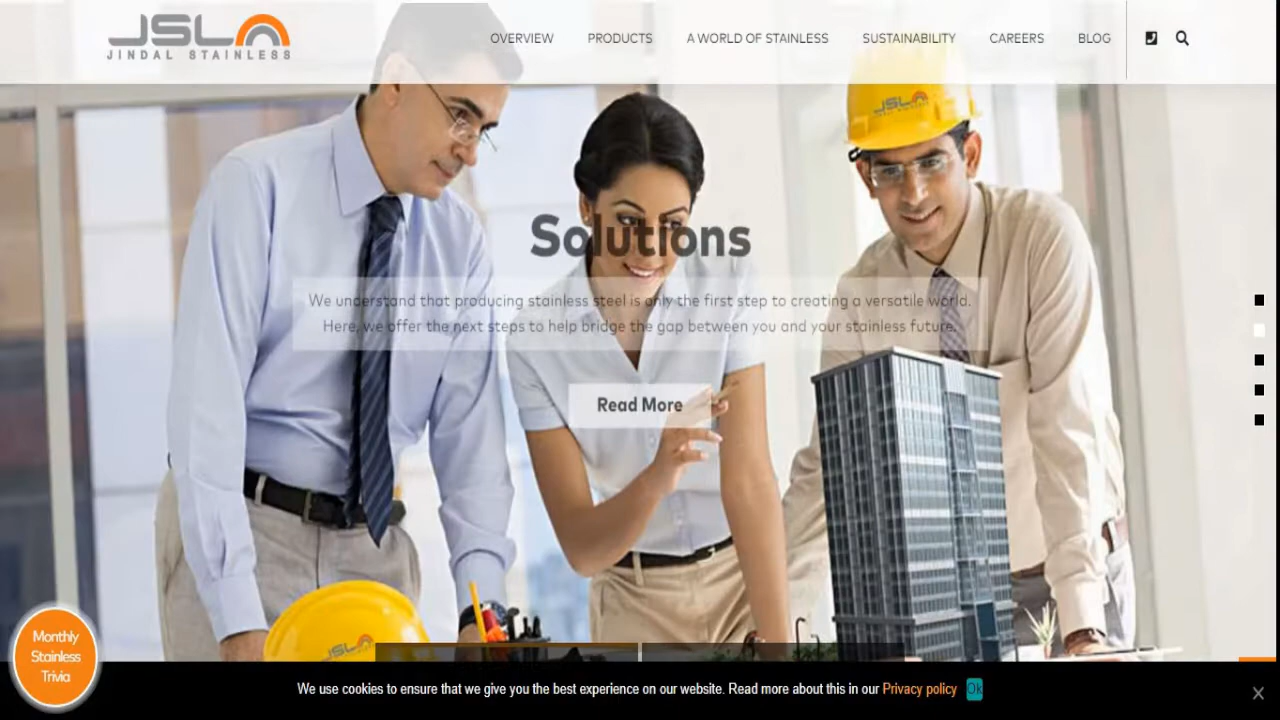 JSL
JINDAL STAINLESS
OVERVIEW
PRODUCTS
A WORLD OF STAINLESS
SUSTAINABILITY
CAREERS
BLOG
JSL
Solutions
We understand that producing stainless steel is only the first step to creating a versatile world.
Here, we offer the next steps to help bridge the gap between you and your stainless future.
Read More
JSL
Monthly
Stainless
Trivia
We use cookies to ensure that we give you the best experience on our website. Read more about this in our Privacy policy Ok